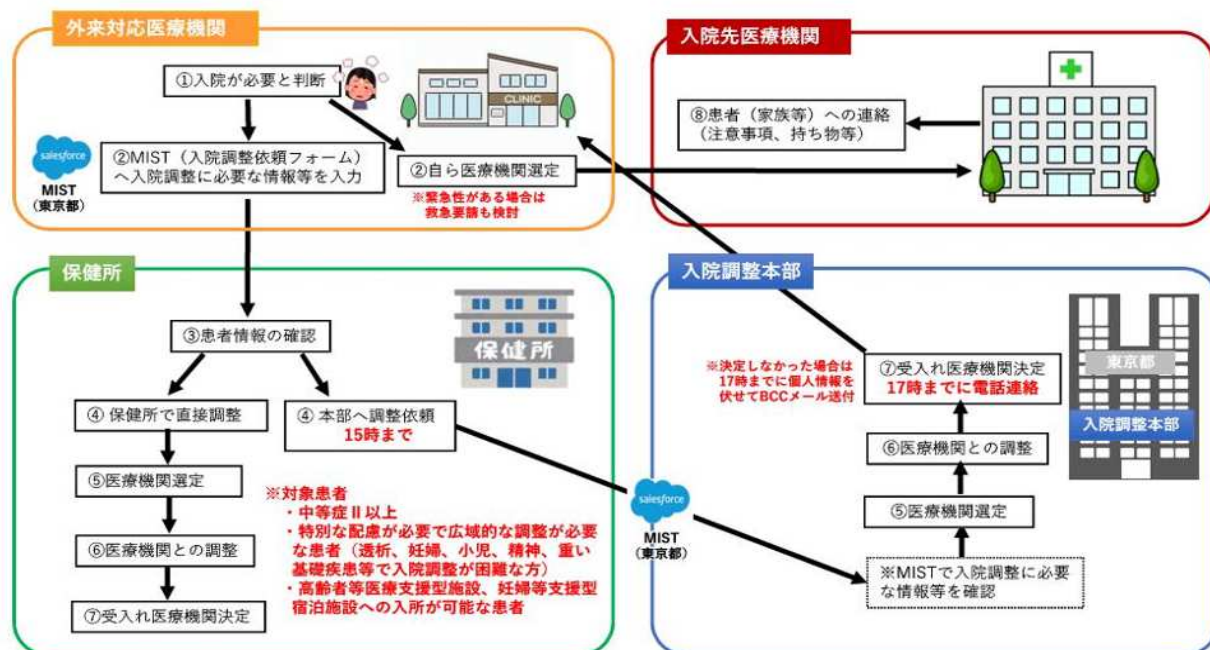 外来対応医療機関
①入院が必要と判断
CLINIC
salesforce
MIST
（東京都）
②MIST（入院調整依頼フォーム）
へ入院調整に必要な情報等を入力
②自ら医療機関選定
※緊急性がある場合は
救急要請も検討
入院先医療機関
⑧患者（家族等）への連絡
（注意事項、持ち物等）
保健所
保健所
③患者情報の確認
④ 保健所で直接調整
⑤医療機関選定
⑥医療機関との調整
⑦受入れ医療機関決定
④ 本部へ調整依頼
15時まで
※対象患者
・中等症Ⅱ以上
・特別な配慮が必要で広域的な調整が必要
な患者（透析、妊婦、小児、精神、重い
基礎疾患等で入院調整が困難な方）
・高齢者等医療支援型施設、妊婦等支援型
宿泊施設への入所が可能な患者
salesforce
MIST
（東京都）
入院調整本部
東京都
入院調整本部
※決定しなかった場合は
17時までに個人情報を
伏せてBCCメール送付
⑦受入れ医療機関決定
17時までに電話連絡
⑥医療機関との調整
⑤医療機関選定
※MISTで入院調整に必要
な情報等を確認